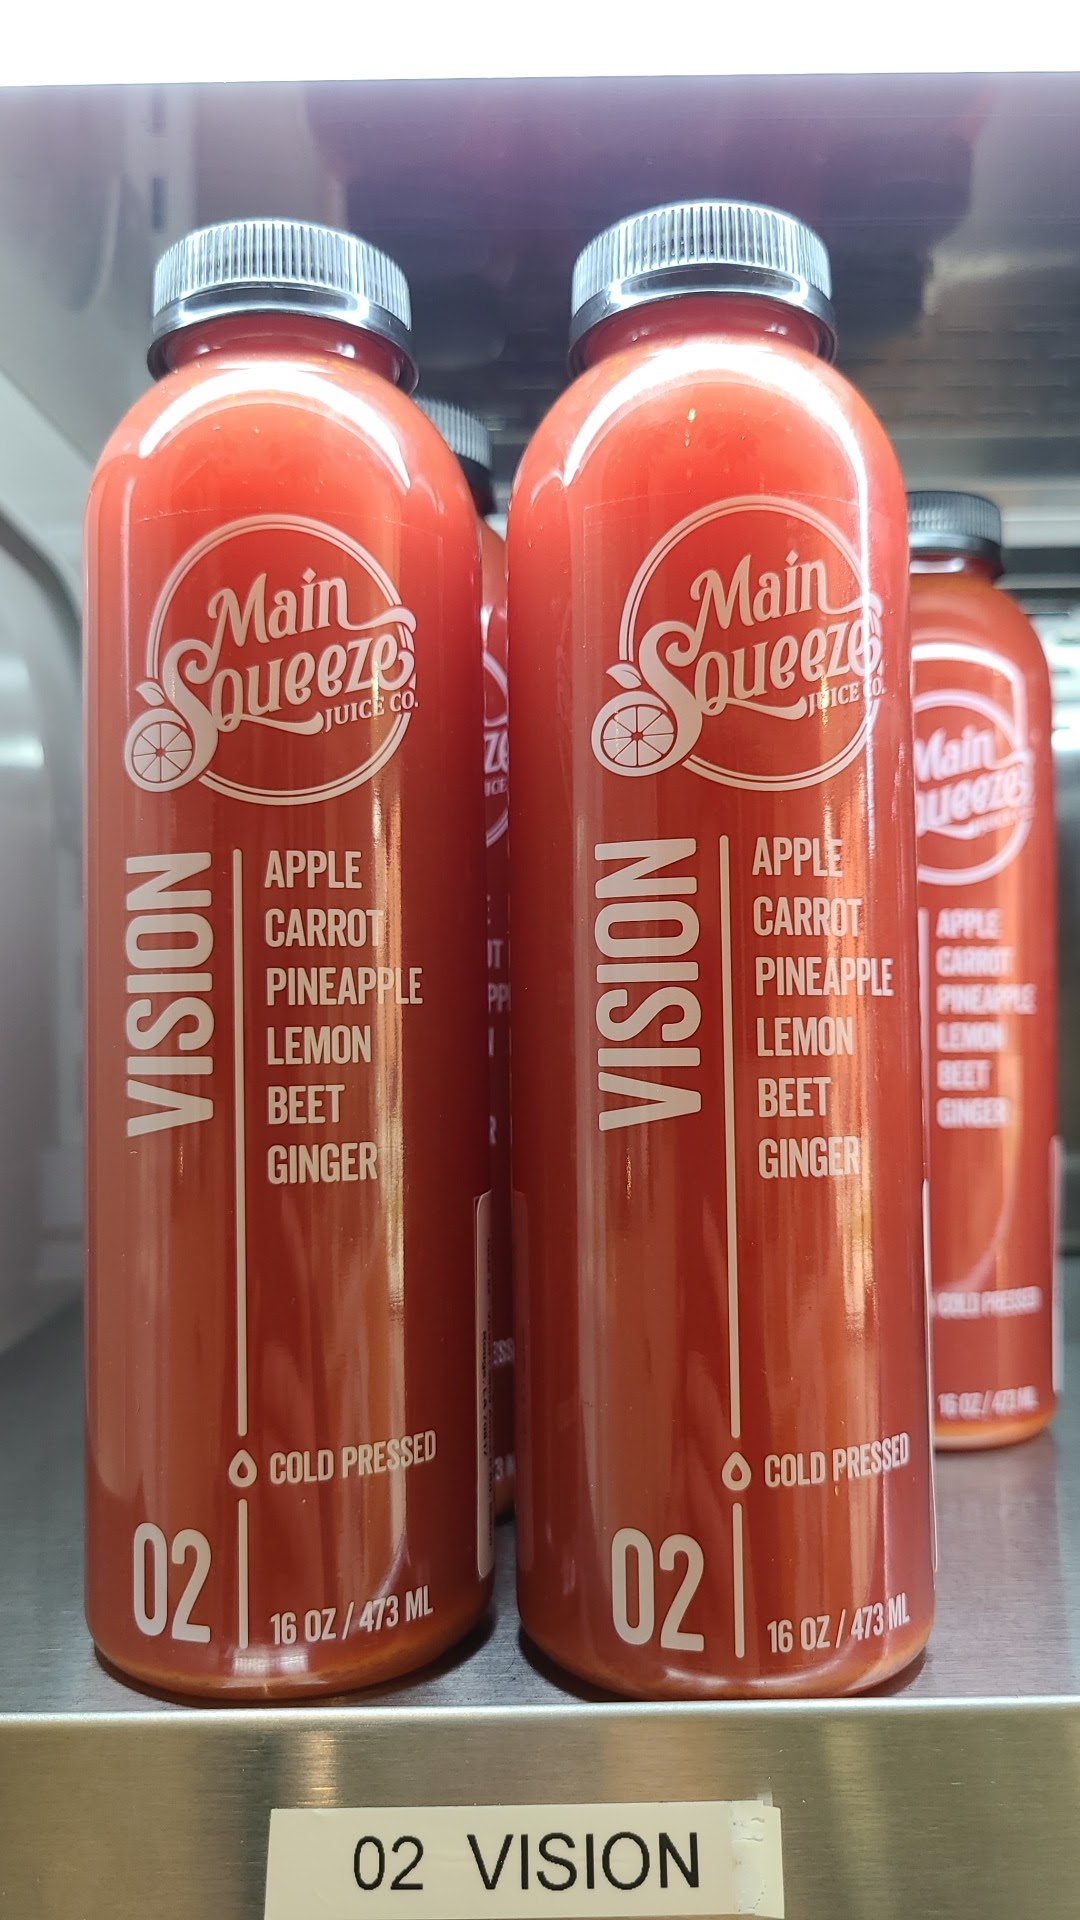 Main
Squeeze
JUICE CO.
VISION
APPLE
CARROT
PINEAPPLE
LEMON
BEET
GINGER
COLD PRESSED
02
16 OZ / 473 ML
Main
Squeeze
JUICE CO.
VISION
APPLE
CARROT
PINEAPPLE
LEMON
BEET
GINGER
COLD PRESSED
02
16 OZ / 473 ML
Main
queeze
APPLE
CARROT
PINEAPPLE
LEMON
BEET
GINGER
COLD PRESSED
16 OZ / 473 ML
02 VISION